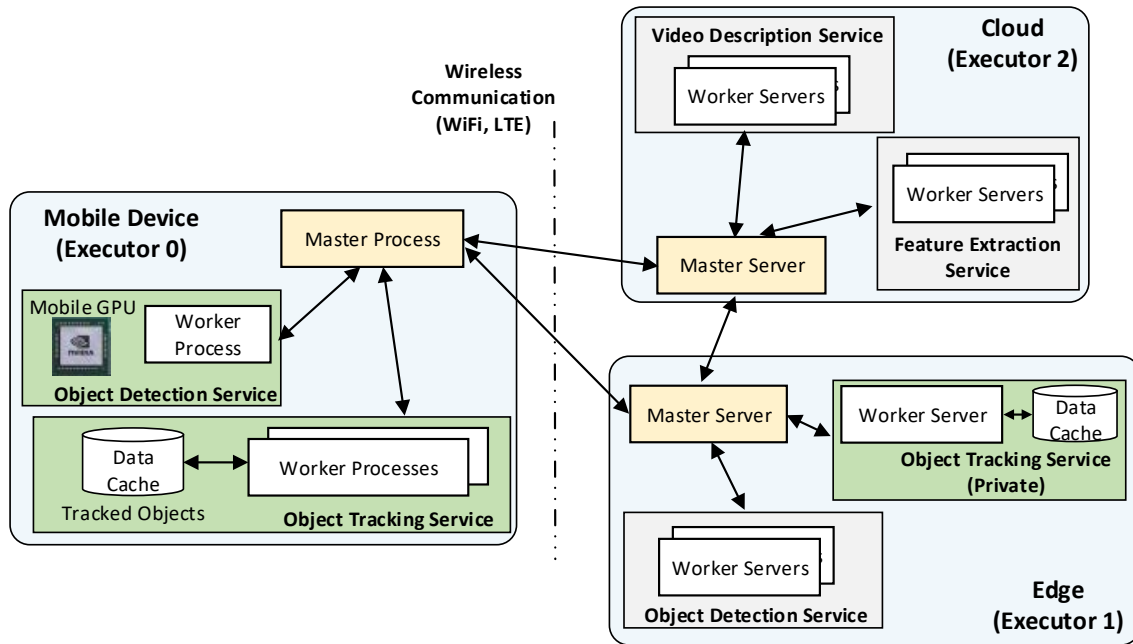 Mobile Device
(Executor 0)
Master Process
Mobile GPU
NVIDIA
Worker
Process
Object Detection Service
Data
Cache
Tracked Objects
Worker Processes
Object Tracking Service
Wireless
Communication
(WiFi, LTE)
Cloud
(Executor 2)
Video Description Service
Worker Servers
Worker Servers
Feature Extraction
Service
Master Server
Master Server
Worker Server
Data
Cache
Object Tracking Service
(Private)
Worker Servers
Object Detection Service
Edge
(Executor 1)